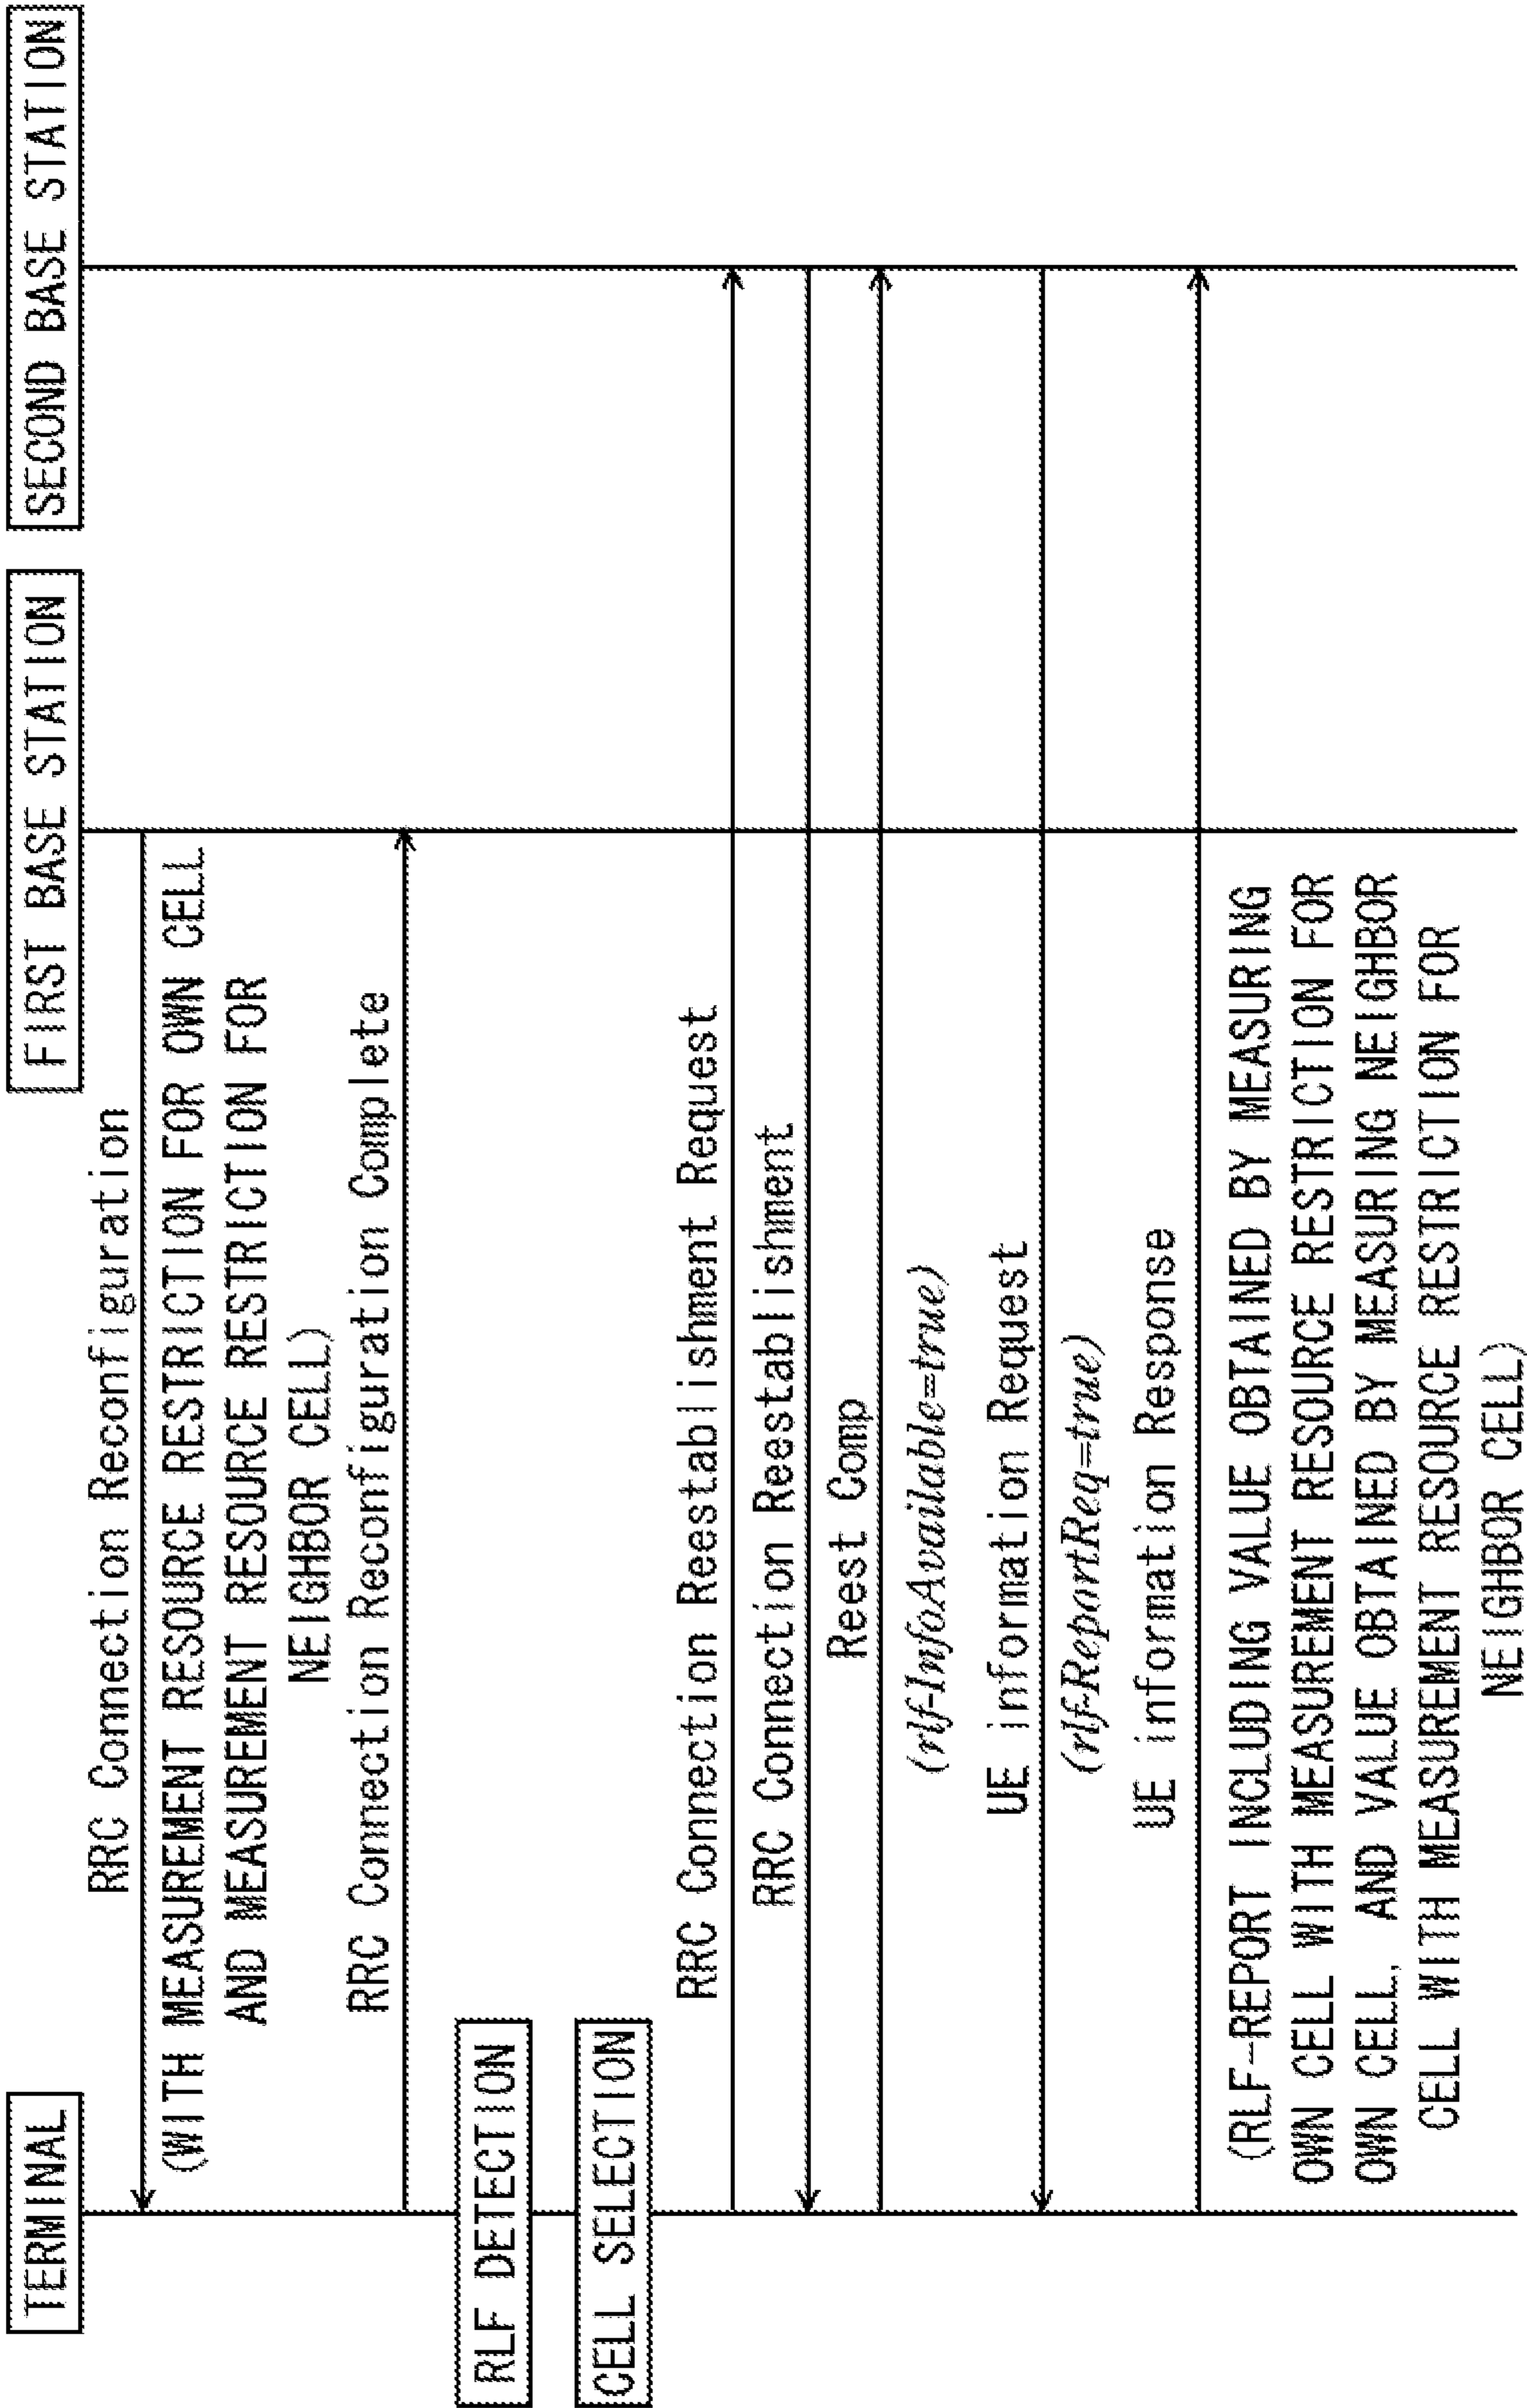 TERMINAL
FIRST BASE STATION
SECOND BASE STATION
RRC Connection Reconfiguration
(WITH MEASUREMENT RESOURCE RESTRICTION FOR OWN CELL
AND MEASUREMENT RESOURCE RESTRICTION FOR
NEIGHBOR CELL)
RRC Connection Reconfiguration Complete
RLF DETECTION
CELL SELECTION
RRC Connection Reestablishment Request
RRC Connection Reestablishment
Reest Comp
(rlf-InfoAvailable=true)
UE information Request
(rlf-ReportReq=true)
UE information Response
(RLF-REPORT INCLUDING VALUE OBTAINED BY MEASURING
OWN CELL WITH MEASUREMENT RESOURCE RESTRICTION FOR
OWN CELL, AND VALUE OBTAINED BY MEASURING NEIGHBOR
CELL WITH MEASUREMENT RESOURCE RESTRICTION FOR
NEIGHBOR CELL)